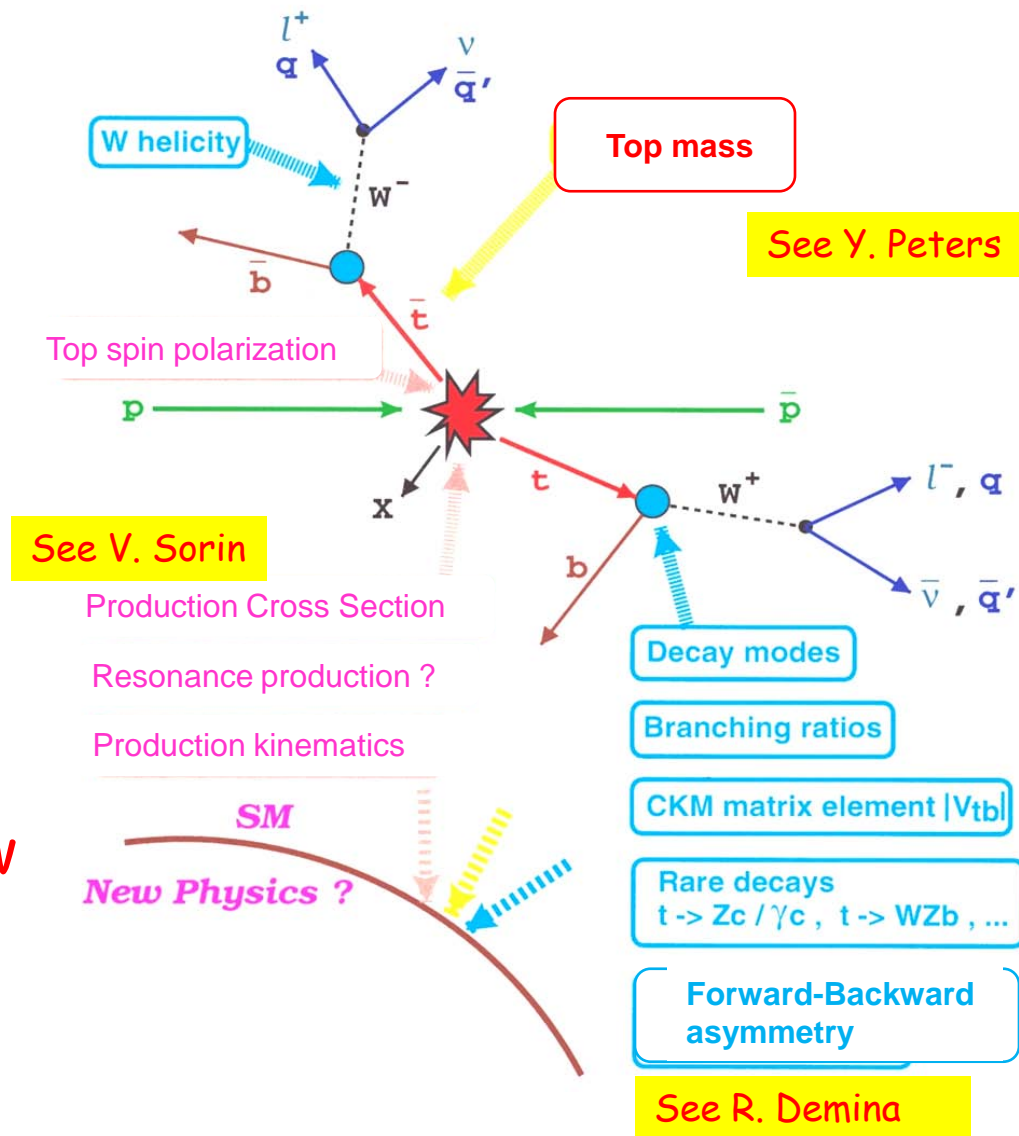 l⁺
q
ν
q̄'
W helicity
W⁻
Top mass
See Y. Peters
b̄
t̄
Top spin polarization
p
p̄
t
X
W⁺
l⁻, q
b
ν̄ , q̄'
See V. Sorin
Production Cross Section
Resonance production ?
Production kinematics
Decay modes
Branching ratios
CKM matrix element |Vtb|
Rare decays
t -> Zc / γc , t -> WZb , ...
Forward-Backward
asymmetry
See R. Demina
SM
New Physics ?